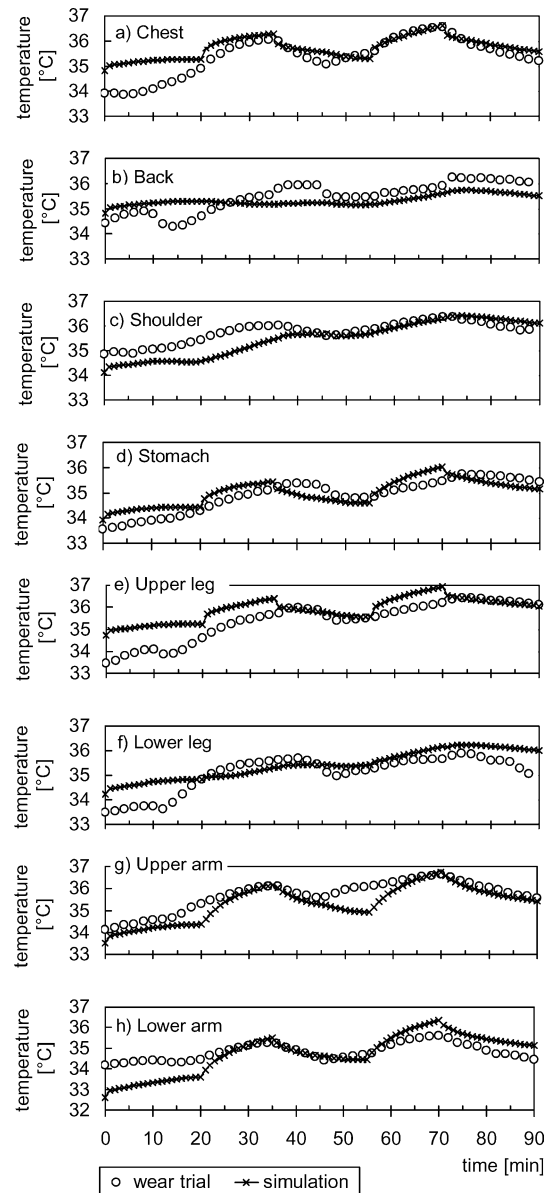 temperature
[°C]
37
36
35
34
33
a) Chest
temperature
[°C]
37
36
35
34
33
b) Back
temperature
[°C]
37
36
35
34
33
c) Shoulder
temperature
[°C]
37
36
35
34
33
d) Stomach
temperature
[°C]
37
36
35
34
33
e) Upper leg
temperature
[°C]
37
36
35
34
33
f) Lower leg
temperature
[°C]
37
36
35
34
33
g) Upper arm
temperature
[°C]
37
36
35
34
33
32
h) Lower arm
0 10 20 30 40 50 60 70 80 90
time [min]
wear trial simulation